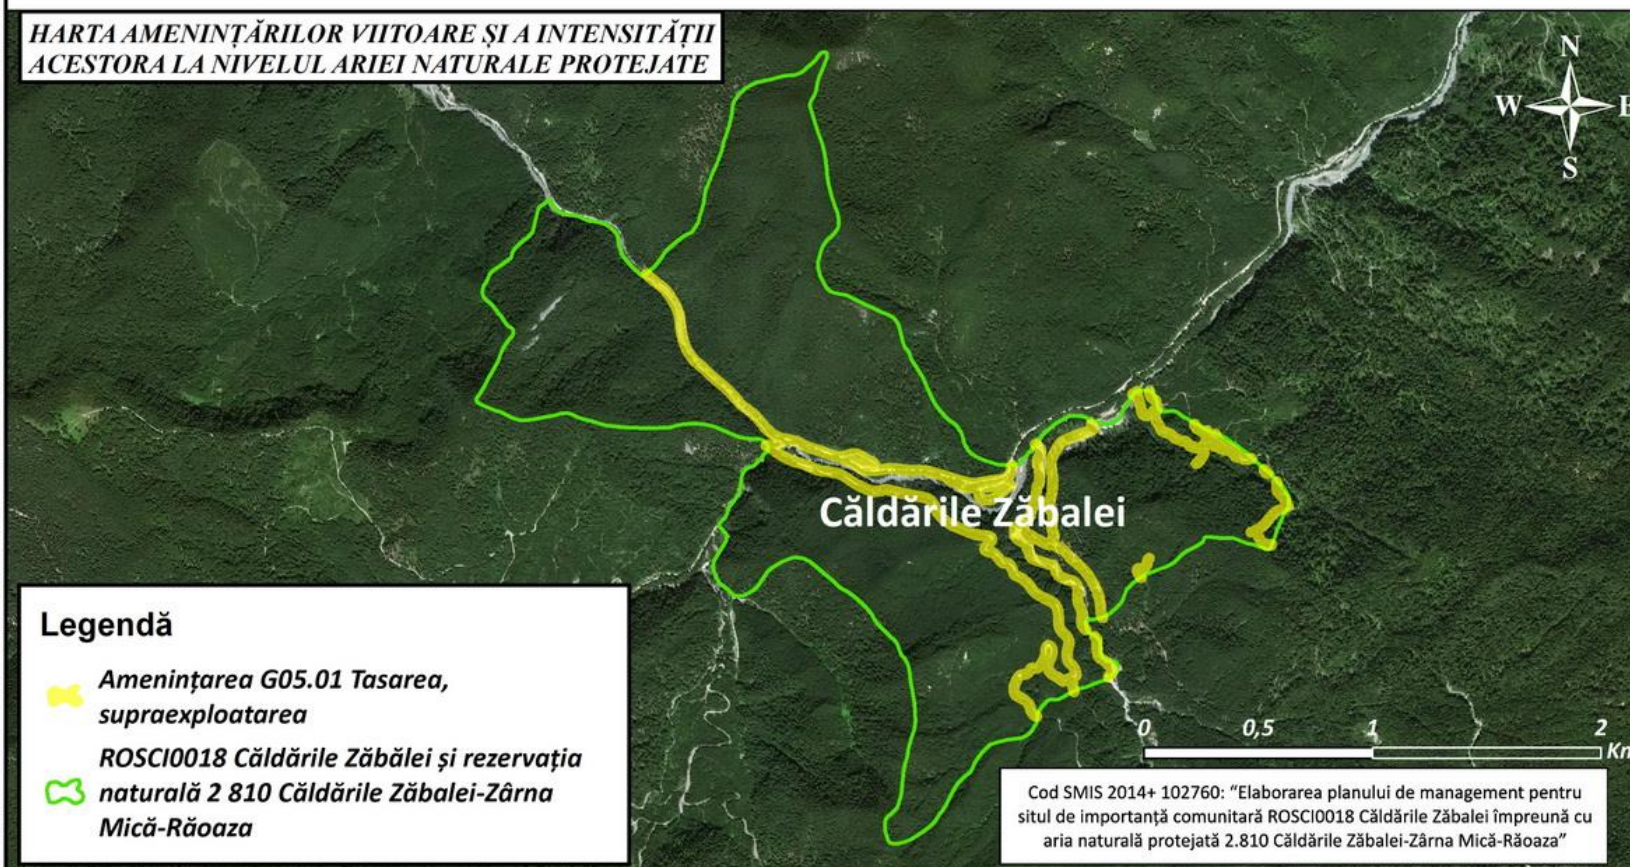 HARTA AMENINȚĂRILOR VIITOARE ȘI A INTENSITĂȚII
ACESTORA LA NIVELUL ARIEI NATURALE PROTEJATE
N
W
E
S
Căldările Zăbalei
Legendă
Amenințarea G05.01 Tasarea,
supraexploatarea
ROSCI0018 Căldările Zăbălei și rezervația
naturală 2 810 Căldările Zăbalei-Zârna
Mică-Răoaza
0 0,5 1 2
Km
Cod SMIS 2014+ 102760: "Elaborarea planului de management pentru
situl de importanță comunitară ROSCI0018 Căldările Zăbalei împreună cu
aria naturală protejată 2.810 Căldările Zăbalei-Zârna Mică-Răoaza”